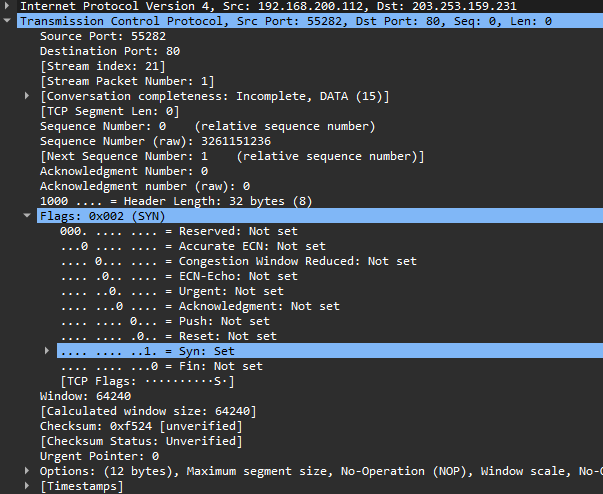 Internet Protocol Version 4, Src: 192.168.200.112, Dst: 203.253.159.231
Transmission Control Protocol, Src Port: 55282, Dst Port: 80, Seq: 0, Len: 0
Source Port: 55282
Destination Port: 80
[Stream index: 21]
[Stream Packet Number: 1]
[Conversation completeness: Incomplete, DATA (15)]
[TCP Segment Len: 0]
Sequence Number: 0    (relative sequence number)
Sequence Number (raw): 3261151236
[Next Sequence Number: 1    (relative sequence number)]
Acknowledgment Number: 0
Acknowledgment number (raw): 0
1000 .... = Header Length: 32 bytes (8)
Flags: 0x002 (SYN)
000. .... .... = Reserved: Not set
...0 .... .... = Accurate ECN: Not set
.... 0... .... = Congestion Window Reduced: Not set
.... .0.. .... = ECN-Echo: Not set
.... ..0. .... = Urgent: Not set
.... ...0 .... = Acknowledgment: Not set
.... .... 0... = Push: Not set
.... .... .0.. = Reset: Not set
.... .... ..1. = Syn: Set
.... .... ...0 = Fin: Not set
[TCP Flags: ··········S·]
Window: 64240
[Calculated window size: 64240]
Checksum: 0xf524 [unverified]
[Checksum Status: Unverified]
Urgent Pointer: 0
Options: (12 bytes), Maximum segment size, No-Operation (NOP), Window scale, No-
[Timestamps]